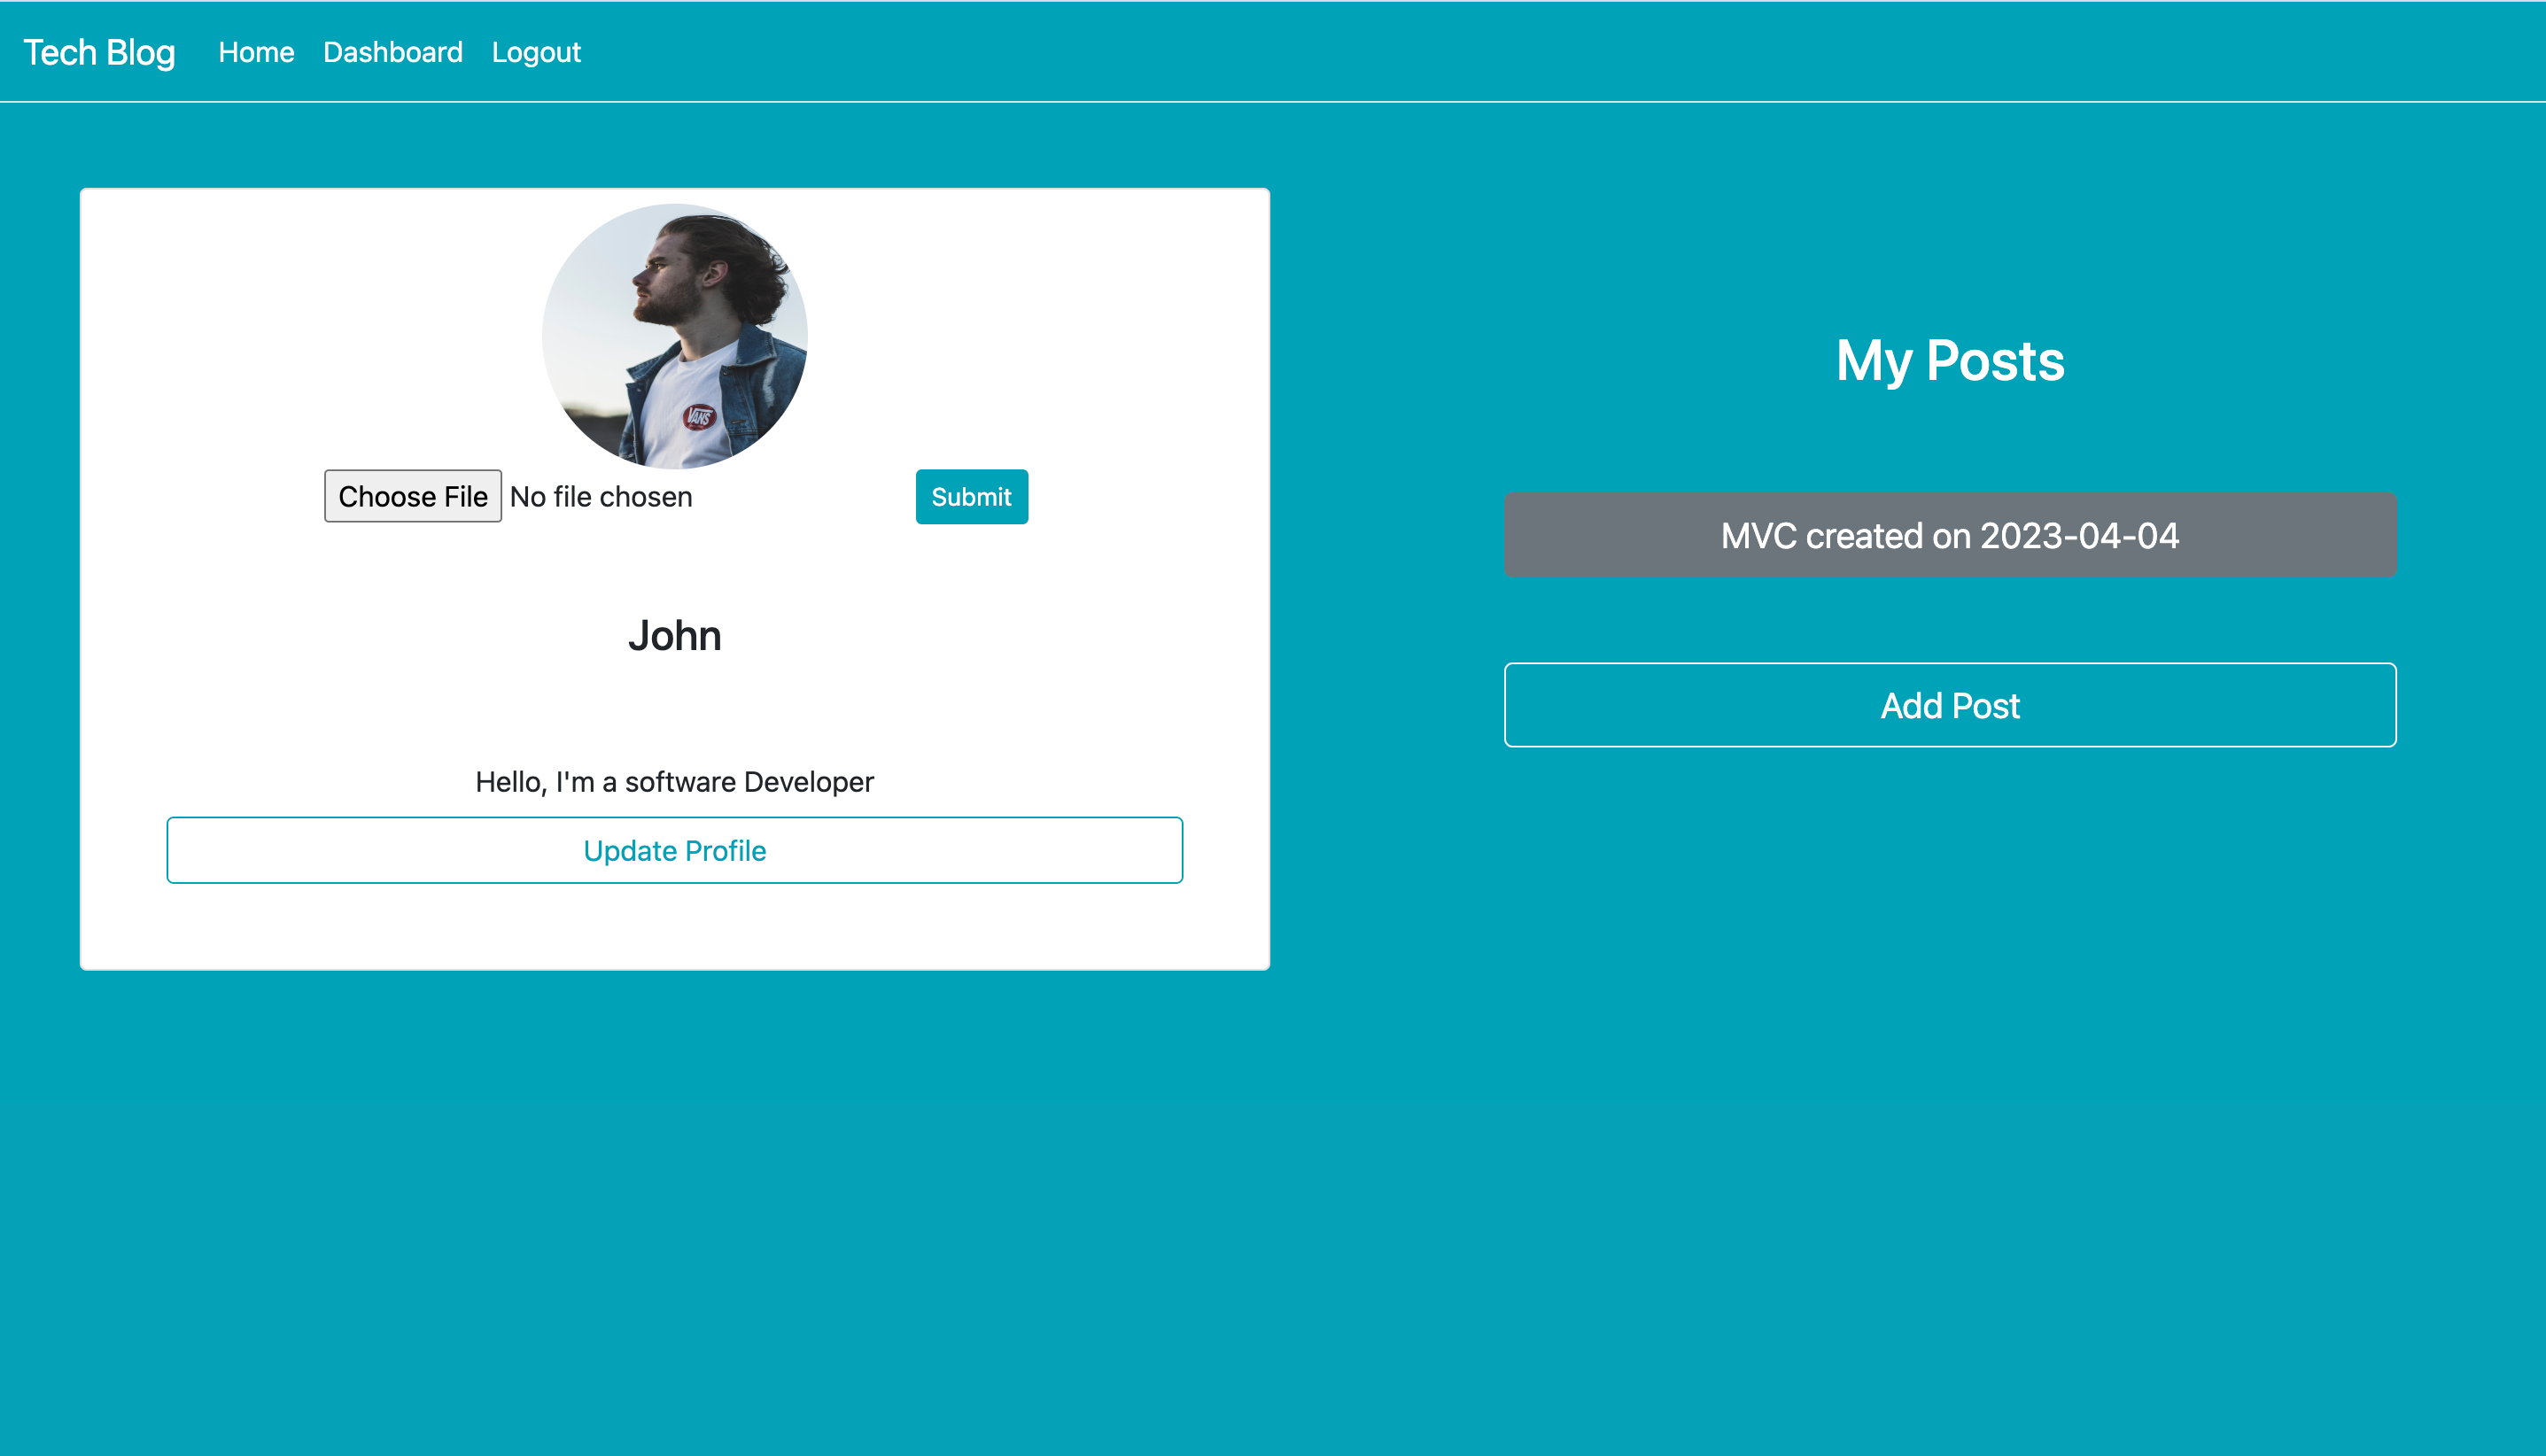 Tech Blog Home Dashboard Logout
VANS
Choose File No file chosen Submit
John
Hello, I'm a software Developer
Update Profile
My Posts
MVC created on 2023-04-04
Add Post